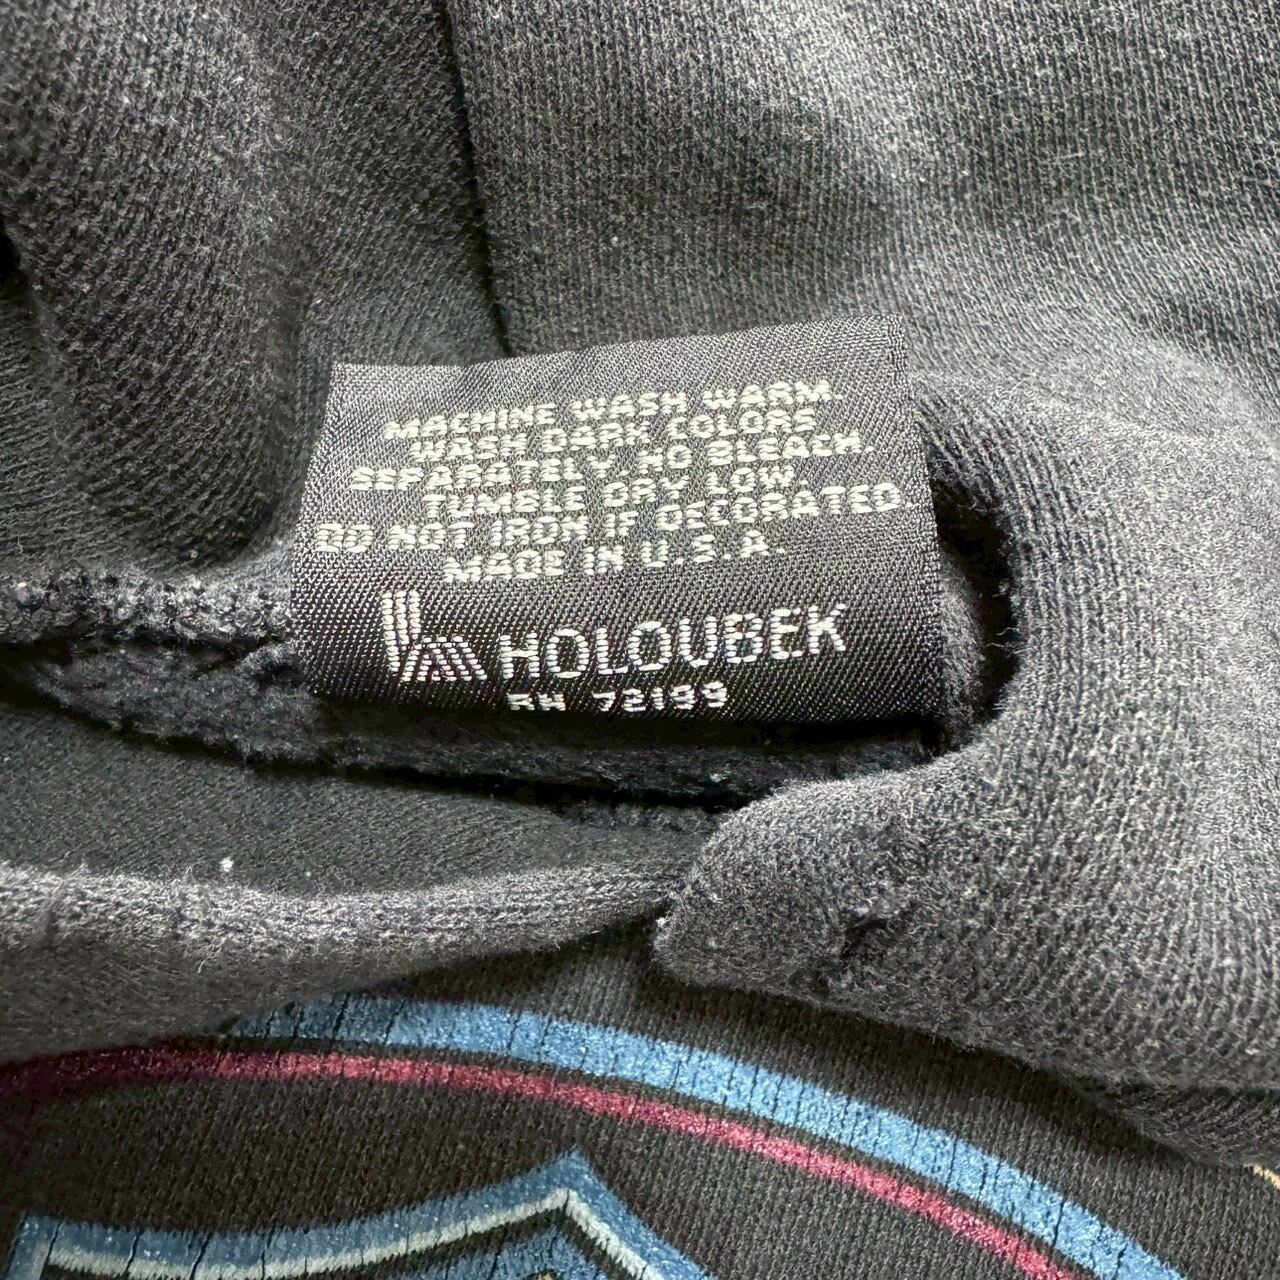 MACHINE WASH WARM.
WASH DARK COLORS
SEPARATELY. NO BLEACH.
TUMBLE DRY LOW.
DO NOT IRON IF DECORATED
MADE IN U.S.A.
HOLOUBEK
RN 72199